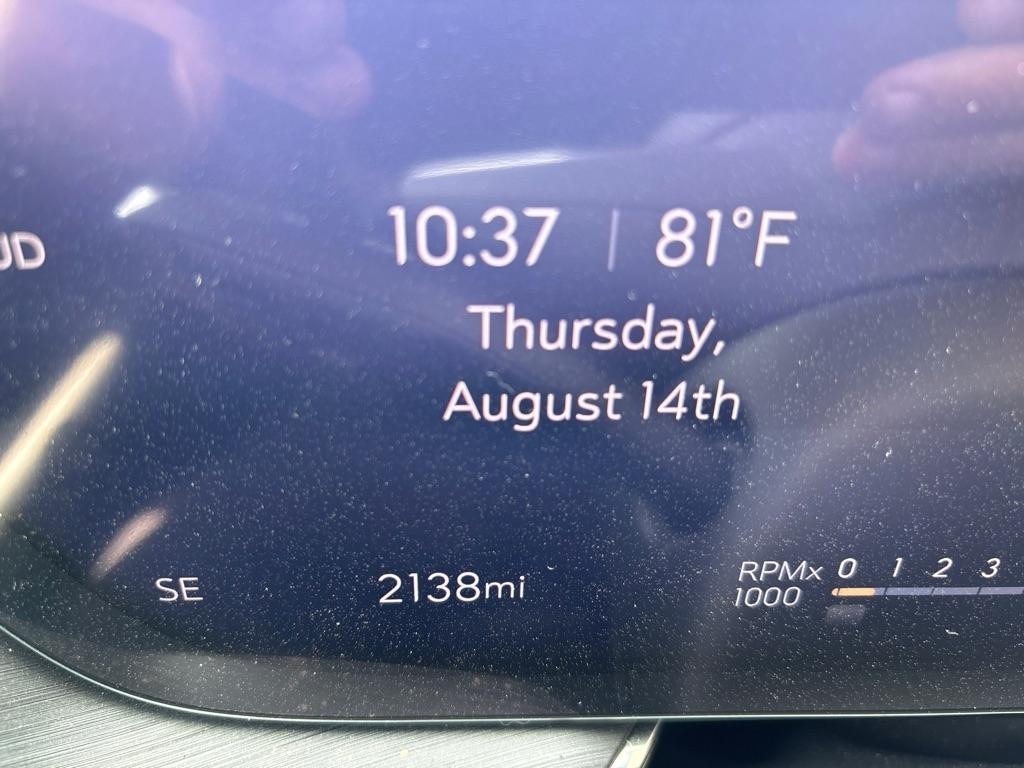 10:37 | 81°F
Thursday,
August 14th
SE
2138mi
RPMx 0 1 2 3
1000